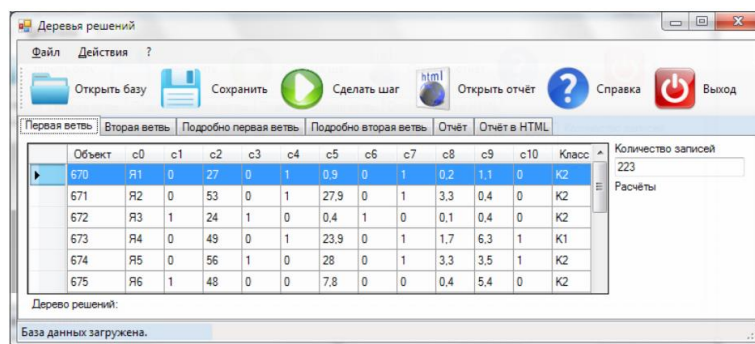 Деревья решений
Файл Действия ?
Открыть базу Сохранить Сделать шаг html Открыть отчёт ? Справка Выход
Первая ветвь Вторая ветвь Подробно первая ветвь Подробно вторая ветвь Отчёт Отчёт в HTML
Объект c0 c1 c2 c3 c4 c5 c6 c7 c8 c9 c10 Класс Количество записей
670 Я1 0 27 0 1 0,9 0 1 0,2 1,1 0 К2 223
671 Я2 0 53 0 1 27,9 0 1 3,3 0,4 0 К2 Расчёты
672 Я3 1 24 1 0 0,4 1 0 0,1 0,4 0 К2
673 Я4 0 49 0 1 23,9 0 1 1,7 6,3 1 К1
674 Я5 0 56 1 0 28 0 1 3,3 3,5 1 К2
675 Я6 1 48 0 0 7,8 0 0 0,4 5,4 0 К2
Дерево решений:
База данных загружена.